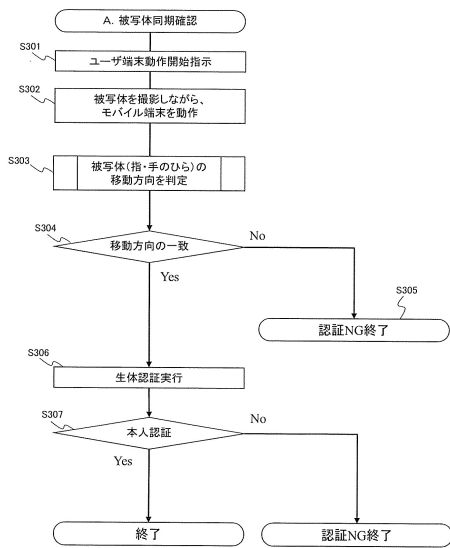 A. 被写体同期確認
S301
ユーザ端末動作開始指示
S302
被写体を撮影しながら、
モバイル端末を動作
S303
被写体(指・手のひら)の
移動方向を判定
S304
移動方向の一致
No
Yes
S305
認証NG終了
S306
生体認証実行
S307
本人認証
No
Yes
終了
認証NG終了